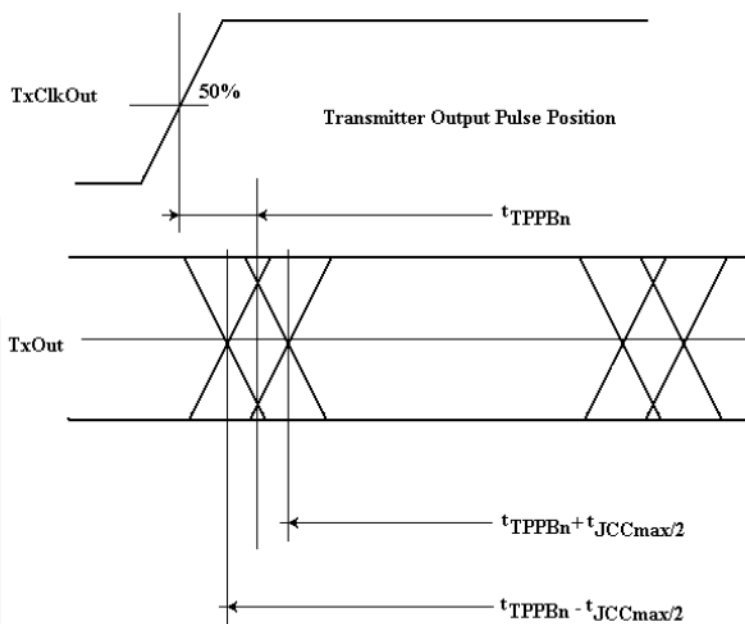 TxClkOut
50%
Transmitter Output Pulse Position
tTPPBn
TxOut
tTPPBn+tJCCmax/2
tTPPBn - tJCCmax/2